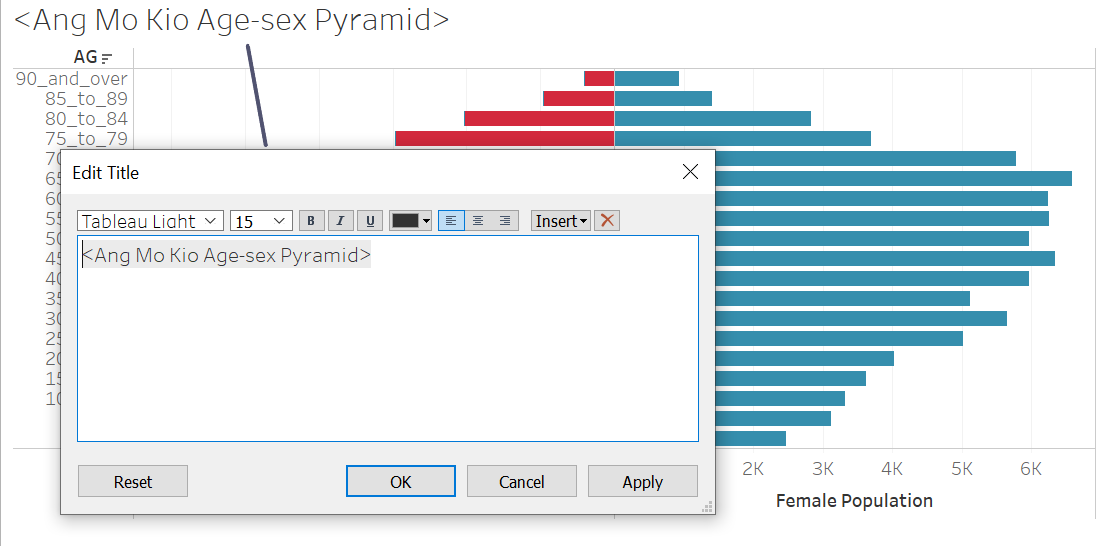 <Ang Mo Kio Age-sex Pyramid>
AG
90_and_over
85_to_89
80_to_84
75_to_79
70
Edit Title
65
60
Tableau Light 15 B I U Insert
55
<Ang Mo Kio Age-sex Pyramid>
50
45
40
35
30
25
20
15
10
Reset OK Cancel Apply
2K 3K 4K 5K 6K
Female Population